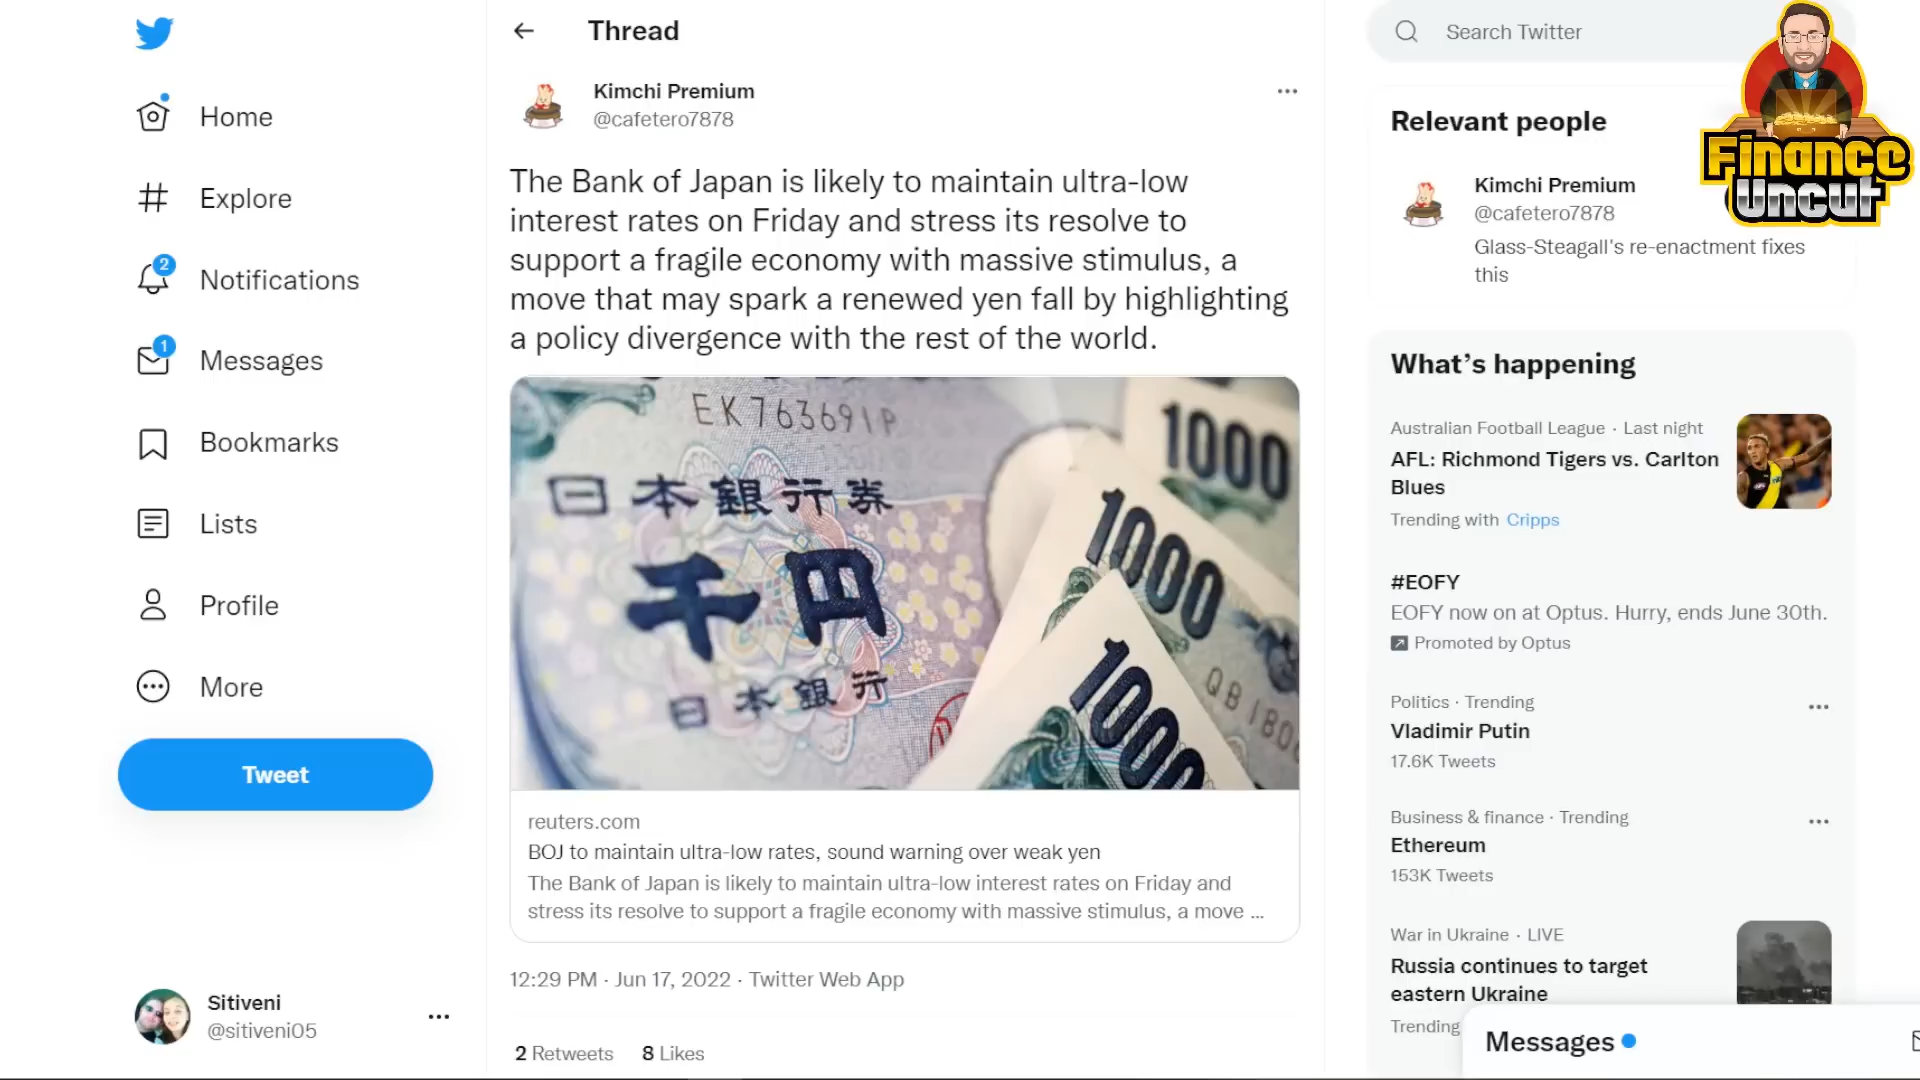 Home
Explore
2
Notifications
1
Messages
Bookmarks
Lists
Profile
More
Tweet
Sitiveni
@sitiveni05
Thread
Kimchi Premium
@cafetero7878
The Bank of Japan is likely to maintain ultra-low
interest rates on Friday and stress its resolve to
support a fragile economy with massive stimulus, a
move that may spark a renewed yen fall by highlighting
a policy divergence with the rest of the world.
EK763691P
日本銀行券
千円
日本銀行
1000
1000
1000
QB180
reuters.com
BOJ to maintain ultra-low rates, sound warning over weak yen
The Bank of Japan is likely to maintain ultra-low interest rates on Friday and
stress its resolve to support a fragile economy with massive stimulus, a move ...
12:29 PM · Jun 17, 2022 · Twitter Web App
2 Retweets 8 Likes
Search Twitter
Finance
Uncut
Relevant people
Kimchi Premium
@cafetero7878
Glass-Steagall's re-enactment fixes
this
What's happening
Australian Football League · Last night
AFL: Richmond Tigers vs. Carlton
Blues
Trending with Cripps
#EOFY
EOFY now on at Optus. Hurry, ends June 30th.
Promoted by Optus
Politics · Trending
Vladimir Putin
17.6K Tweets
Business & finance · Trending
Ethereum
153K Tweets
War in Ukraine · LIVE
Russia continues to target
eastern Ukraine
Trending
Messages